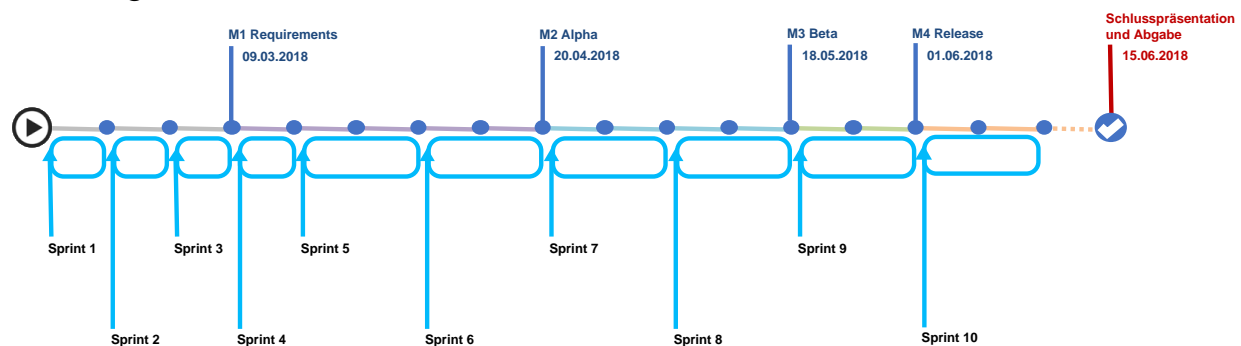 Schlusspräsentation
und Abgabe
15.06.2018
M1 Requirements
09.03.2018
M2 Alpha
20.04.2018
M3 Beta
18.05.2018
M4 Release
01.06.2018
Sprint 1
Sprint 3
Sprint 5
Sprint 7
Sprint 9
Sprint 2
Sprint 4
Sprint 6
Sprint 8
Sprint 10